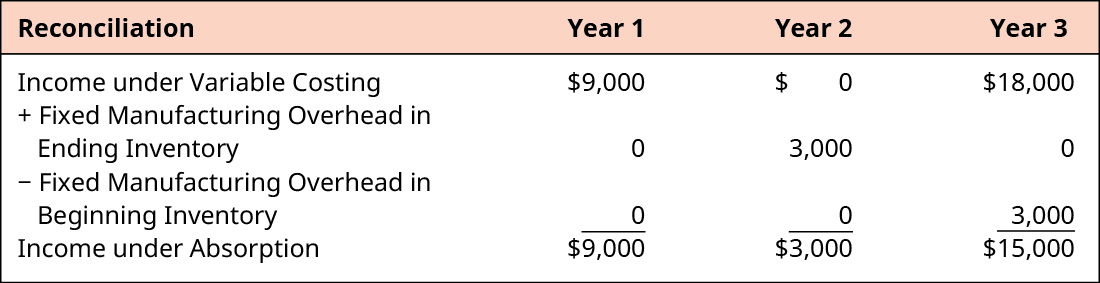 Reconciliation Year 1 Year 2 Year 3
Income under Variable Costing $9,000 $ 0 $18,000
+ Fixed Manufacturing Overhead in
Ending Inventory 0 3,000 0
− Fixed Manufacturing Overhead in
Beginning Inventory 0 0 3,000
Income under Absorption $9,000 $3,000 $15,000